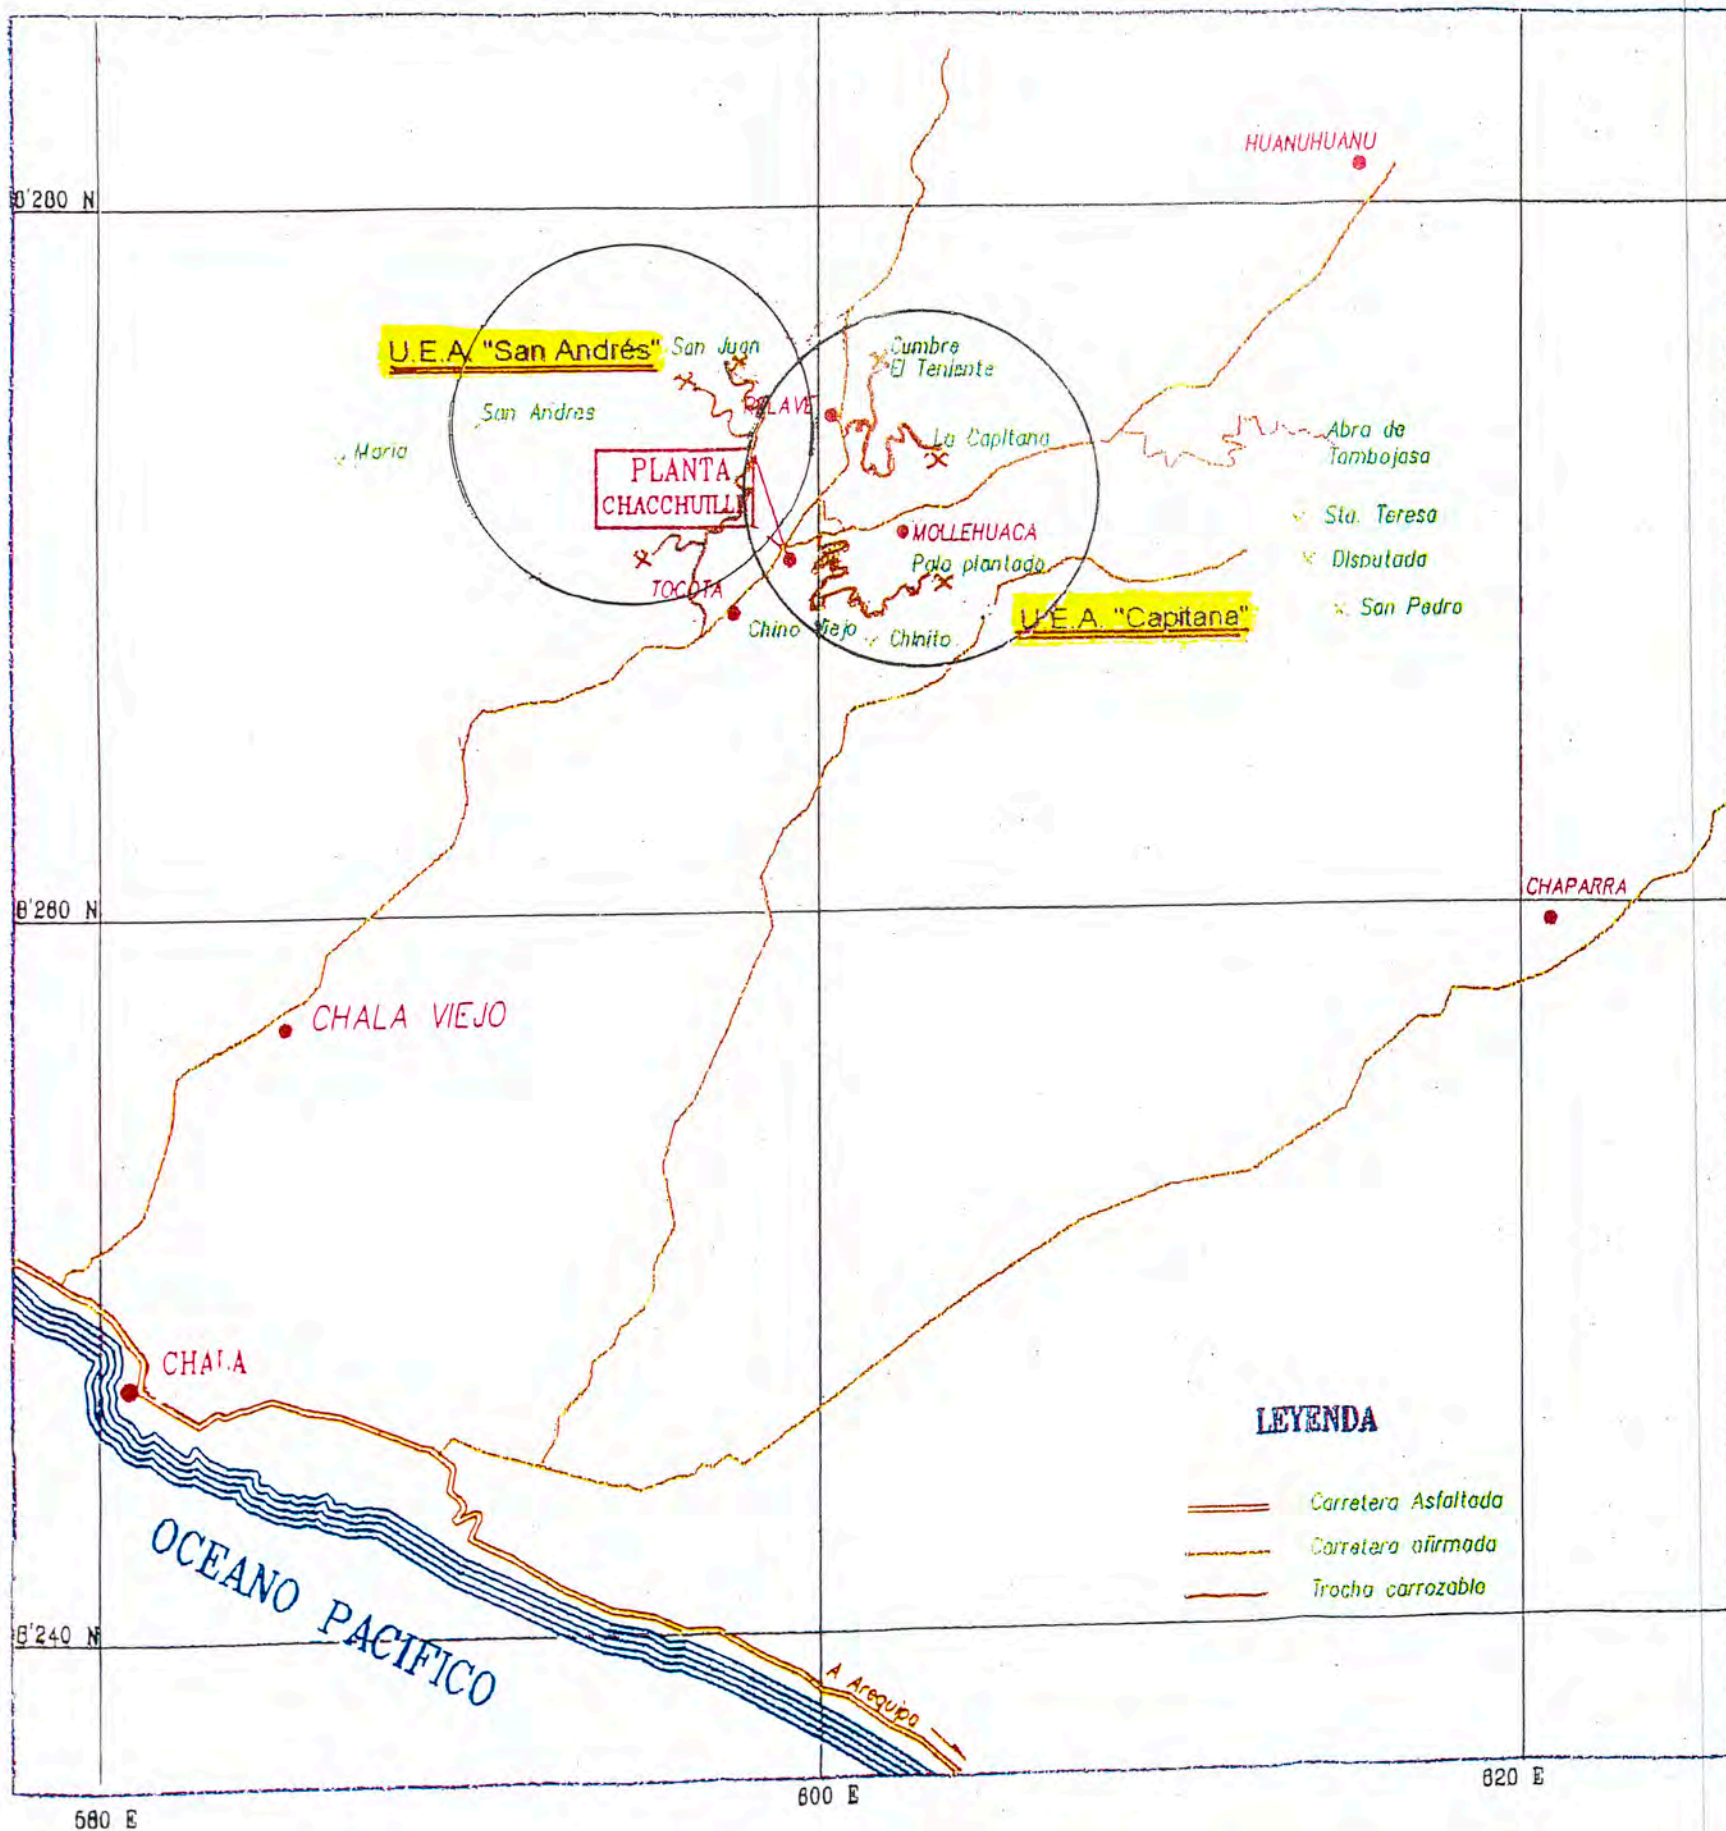 HUANUHUANU
8'280 N
U.E.A. "San Andrés"
San Juan
Cumbre
El Teniente
San Andres
RELAVE
Maria
La Capitana
Abra de
Tambojasa
PLANTA
CHACCHUILLE
Sta. Teresa
MOLLEHUACA
Palo plantado
Disputada
TOCOTA
U.E.A. "Capitana"
San Pedro
Chino Viejo
Chinito
CHAPARRA
8'260 N
CHALA VIEJO
CHALA
LEYENDA
Carretera Asfaltada
Carretera afirmada
Trocha carrozable
OCEANO PACIFICO
8'240 N
A Arequipa
580 E
600 E
620 E